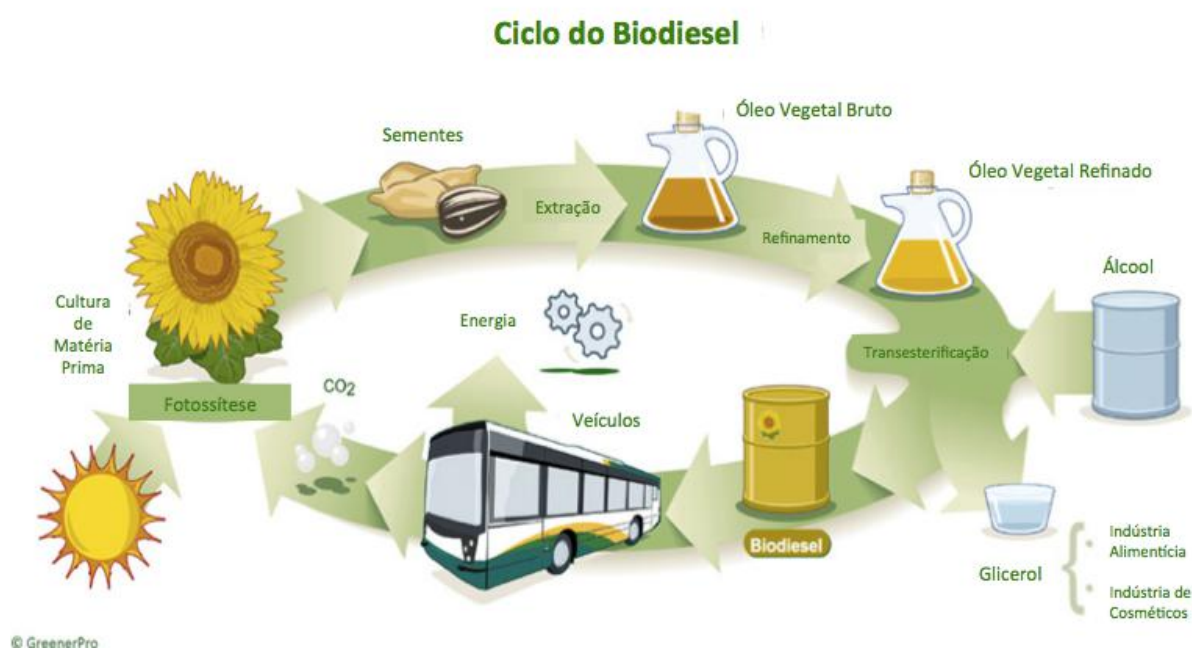 Ciclo do Biodiesel
Sementes
Óleo Vegetal Bruto
Óleo Vegetal Refinado
Extração
Refinamento
Álcool
Cultura
de
Matéria
Prima
Energia
Transesterificação
CO2
Fotossítese
Veículos
Biodiesel
Glicerol
Indústria
Alimentícia
Indústria de
Cosméticos
© GreenerPro